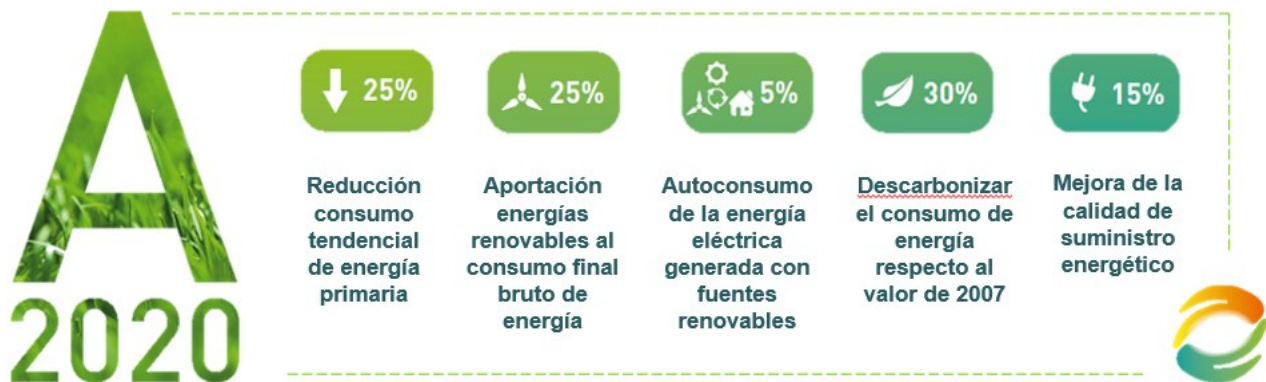 A
2020
25%
Reducción
consumo
tendencial
de energía
primaria
25%
Aportación
energías
renovables al
consumo final
bruto de
energía
5%
Autoconsumo
de la energía
eléctrica
generada con
fuentes
renovables
30%
Descarbonizar
el consumo de
energía
respecto al
valor de 2007
15%
Mejora de la
calidad de
suministro
energético